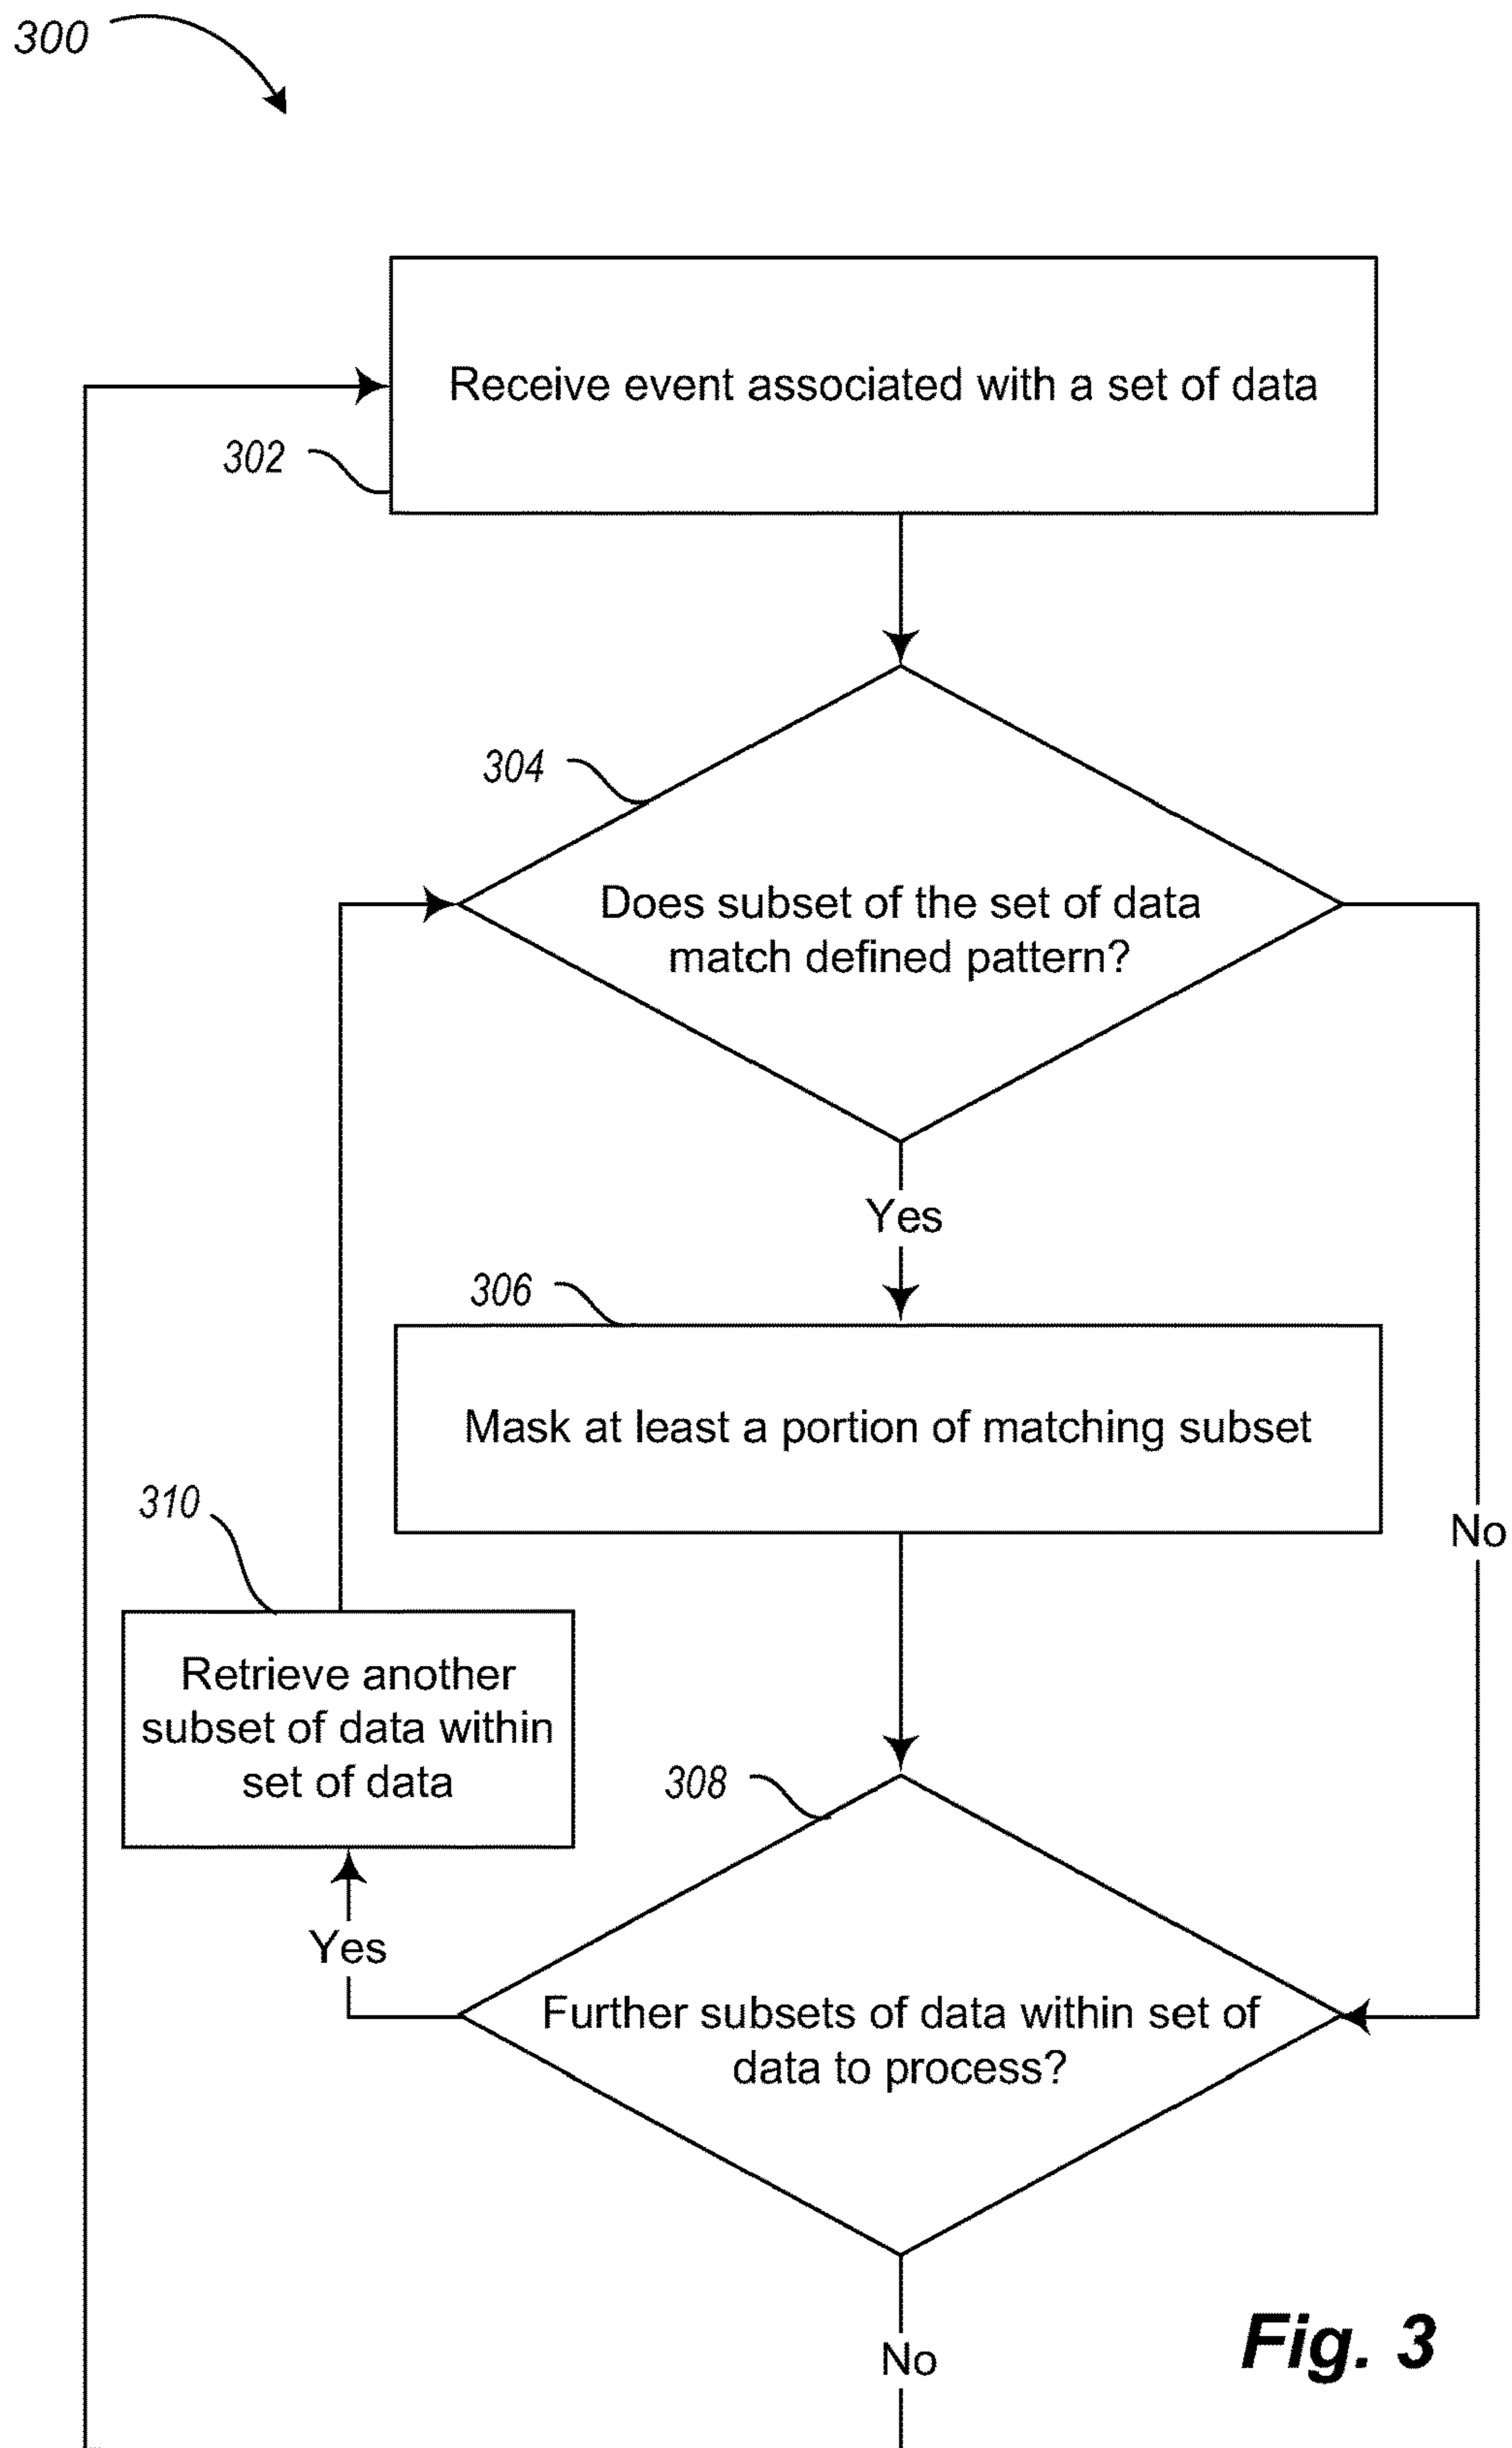 300
Receive event associated with a set of data
302
304
Does subset of the set of data
match defined pattern?
Yes
306
Mask at least a portion of matching subset
310
No
Retrieve another
subset of data within
set of data
308
Yes
Further subsets of data within set of
data to process?
No
Fig. 3